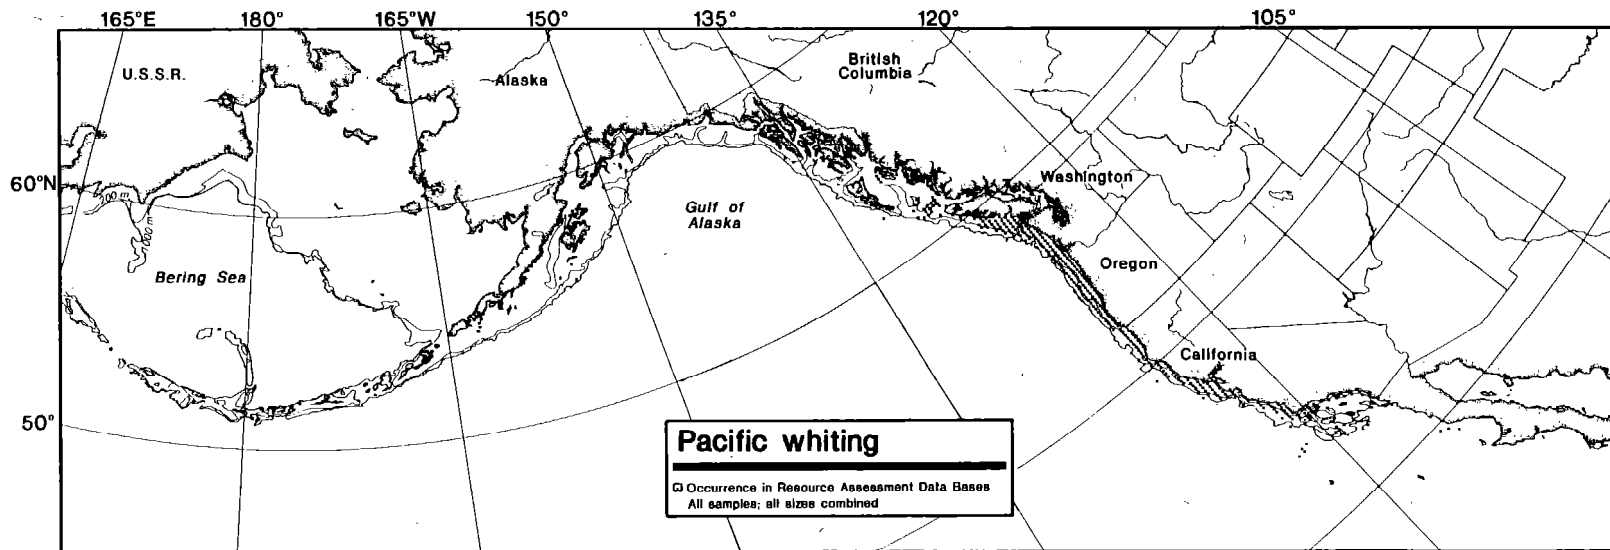 165°E 180° 165°W 150° 135° 120° 105°
U.S.S.R.
Alaska
British
Columbia
60°N
Washington
Gulf of
Alaska
Bering Sea
Oregon
California
50°
Pacific whiting
Occurrence in Resource Assessment Data Bases
All samples; all sizes combined